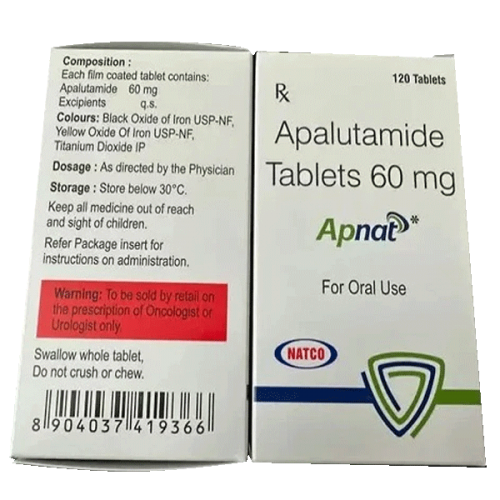 Composition :
Each film coated tablet contains:
Apalutamide 60 mg
Excipients q.s.
Colours: Black Oxide of Iron USP-NF,
Yellow Oxide Of Iron USP-NF,
Titanium Dioxide IP
Dosage : As directed by the Physician
Storage : Store below 30°C.
Keep all medicine out of reach
and sight of children.
Refer Package insert for
instructions on administration.
Warning: To be sold by retail on
the prescription of Oncologist or
Urologist only.
Swallow whole tablet,
Do not crush or chew.
8 904037 419366
℞
120 Tablets
Apalutamide
Tablets 60 mg
Apnat*
For Oral Use
NATCO